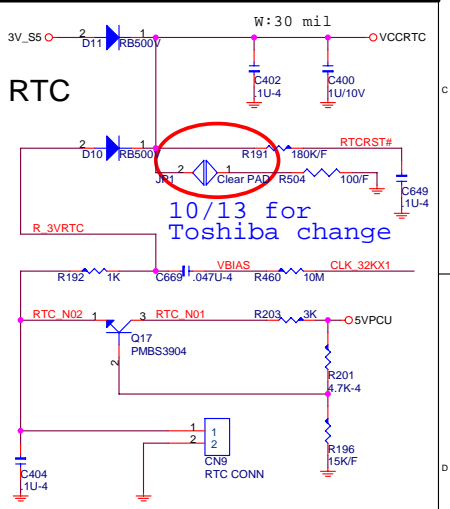 W:30 mil
3V_S5 2 1 VCCRTC
D11 RB500V
C402 C400
.1U-4 1U/10V
C
RTC
RTCRST#
2 1 R191 180K/F
D10 RB500V
JP1 2 1 Clear PAD R504 100/F
C649
.1U-4
10/13 for
Toshiba change
R_3VRTC
VBIAS CLK_32KX1
R192 1K C669 .047U-4 R460 10M
RTC_N02 1 3 RTC_N01 R203 3K 5VPCU
Q17
PMBS3904
2
R201
4.7K-4
1 1
2 2
R196
15K/F
CN9
RTC CONN
C404
.1U-4
D